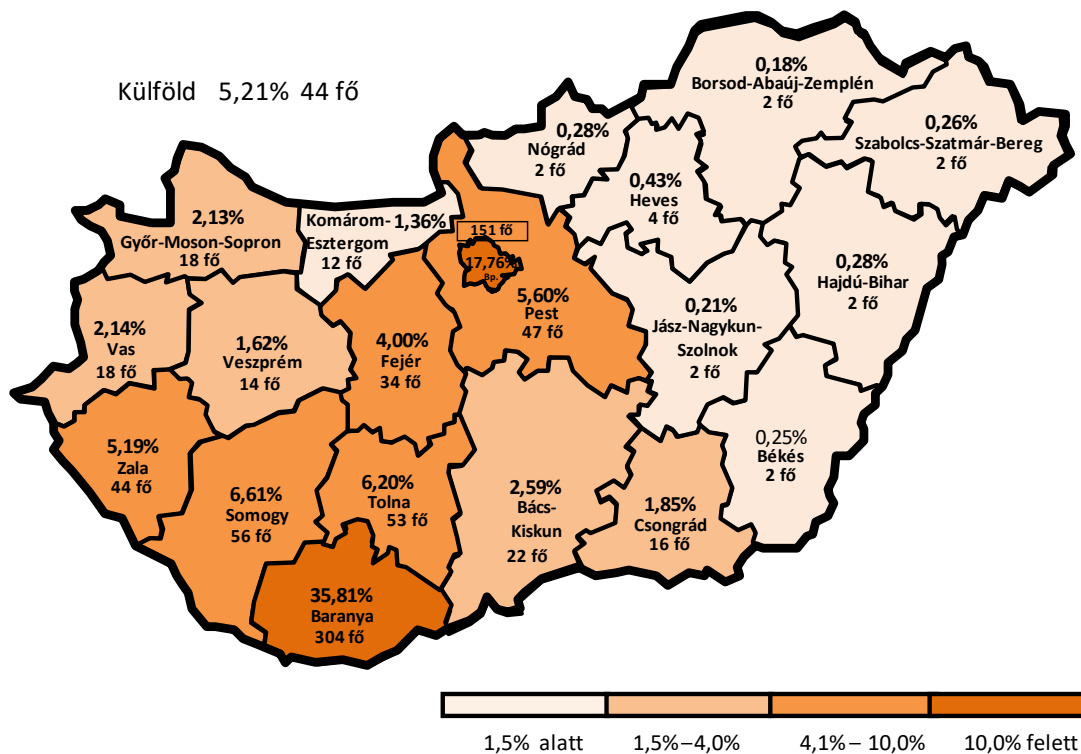 Külföld 5,21% 44 fő
0,18%
Borsod-Abaúj-Zemplén
2 fő
0,26%
Szabolcs-Szatmár-Bereg
2 fő
0,28%
Nógrád
2 fő
0,43%
Heves
4 fő
2,13%
Győr-Moson-Sopron
18 fő
Komárom- 1,36%
Esztergom
12 fő
151 fő
17,76%
Bp.
5,60%
Pest
47 fő
0,28%
Hajdú-Bihar
2 fő
0,21%
Jász-Nagykun-
Szolnok
2 fő
2,14%
Vas
18 fő
1,62%
Veszprém
14 fő
4,00%
Fejér
34 fő
5,19%
Zala
44 fő
6,61%
Somogy
56 fő
6,20%
Tolna
53 fő
2,59%
Bács-
Kiskun
22 fő
1,85%
Csongrád
16 fő
0,25%
Békés
2 fő
35,81%
Baranya
304 fő
1,5% alatt 1,5%–4,0% 4,1% – 10,0% 10,0% felett